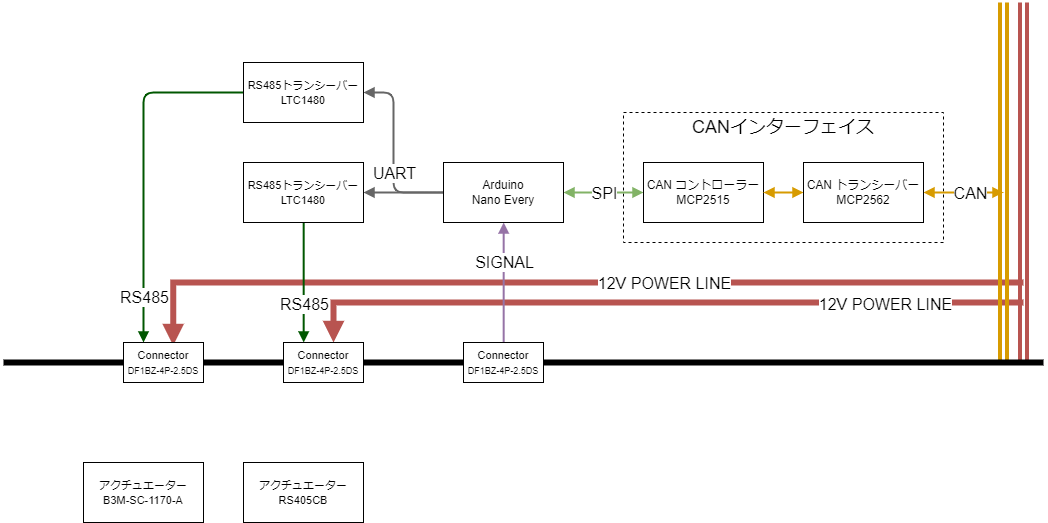 RS485トランシーバー
LTC1480
CANインターフェイス
UART
RS485トランシーバー
LTC1480
Arduino
Nano Every
SPI
CAN コントローラー
MCP2515
CAN トランシーバー
MCP2562
CAN
SIGNAL
12V POWER LINE
RS485
RS485
12V POWER LINE
Connector
DF1BZ-4P-2.5DS
Connector
DF1BZ-4P-2.5DS
Connector
DF1BZ-4P-2.5DS
アクチュエーター
B3M-SC-1170-A
アクチュエーター
RS405CB